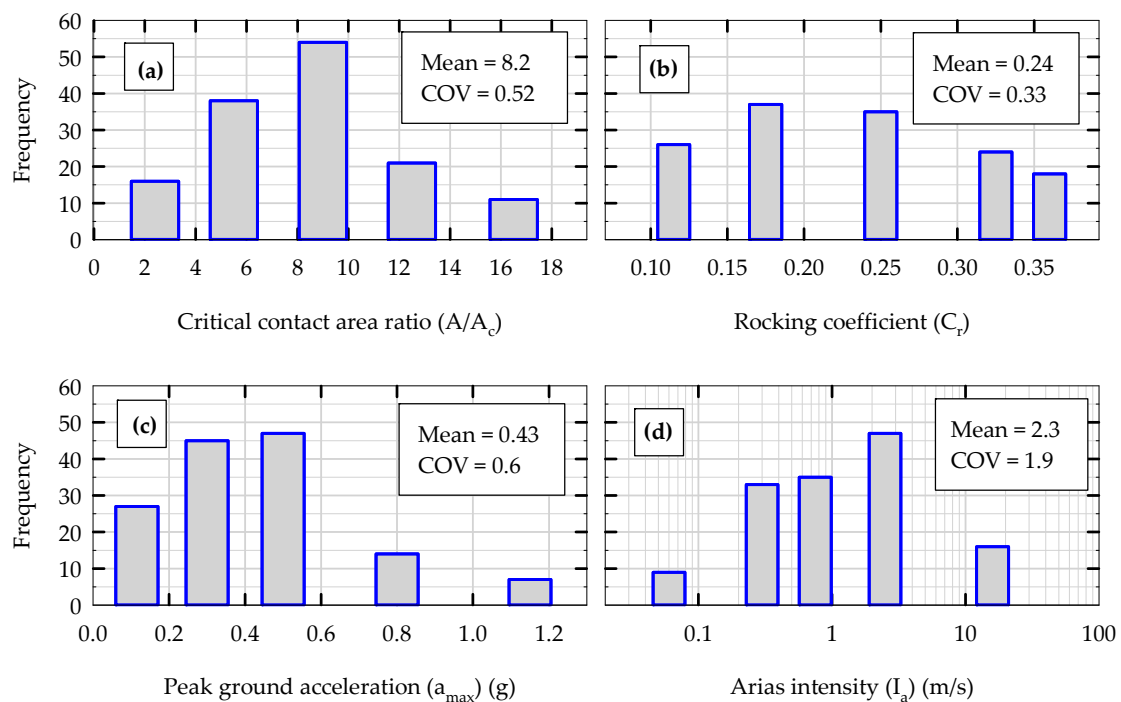 60
50
40
30
20
10
0
Frequency
(a)
Mean = 8.2
COV = 0.52
0 2 4 6 8 10 12 14 16 18
Critical contact area ratio (A/A_c)
(b)
Mean = 0.24
COV = 0.33
0.10 0.15 0.20 0.25 0.30 0.35
Rocking coefficient (C_r)
60
50
40
30
20
10
0
Frequency
(c)
Mean = 0.43
COV = 0.6
0.0 0.2 0.4 0.6 0.8 1.0 1.2
Peak ground acceleration (a_max) (g)
(d)
Mean = 2.3
COV = 1.9
0.1 1 10 100
Arias intensity (I_a) (m/s)